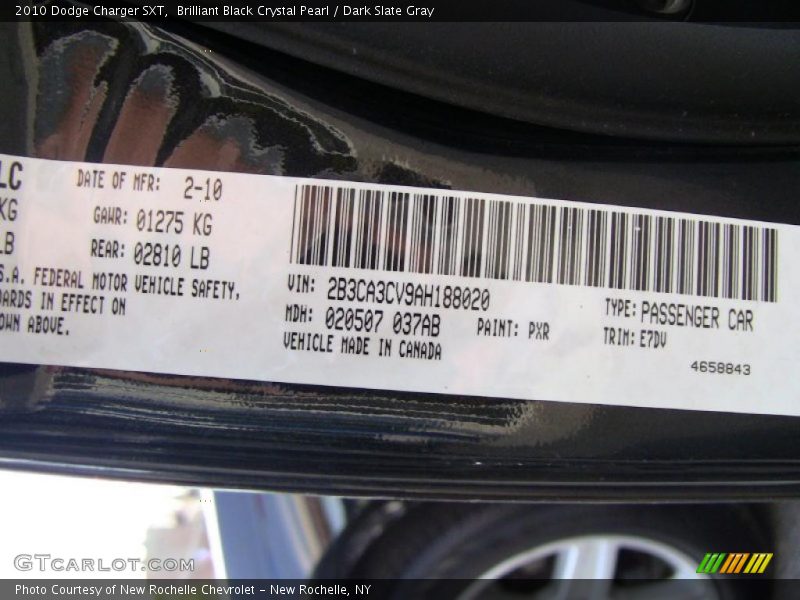 2010 Dodge Charger SXT,  Brilliant Black Crystal Pearl / Dark Slate Gray
LC
KG
LB
DATE OF MFR: 2-10
GAWR: 01275 KG
REAR: 02810 LB
S.A. FEDERAL MOTOR VEHICLE SAFETY,
ARDS IN EFFECT ON
OWN ABOVE.
VIN: 2B3CA3CV9AH188020
MDH: 020507 037AB
PAINT: PXR
VEHICLE MADE IN CANADA
TYPE: PASSENGER CAR
TRIM: E7DV
4658843
GTcarlot.com
Photo Courtesy of New Rochelle Chevrolet - New Rochelle, NY